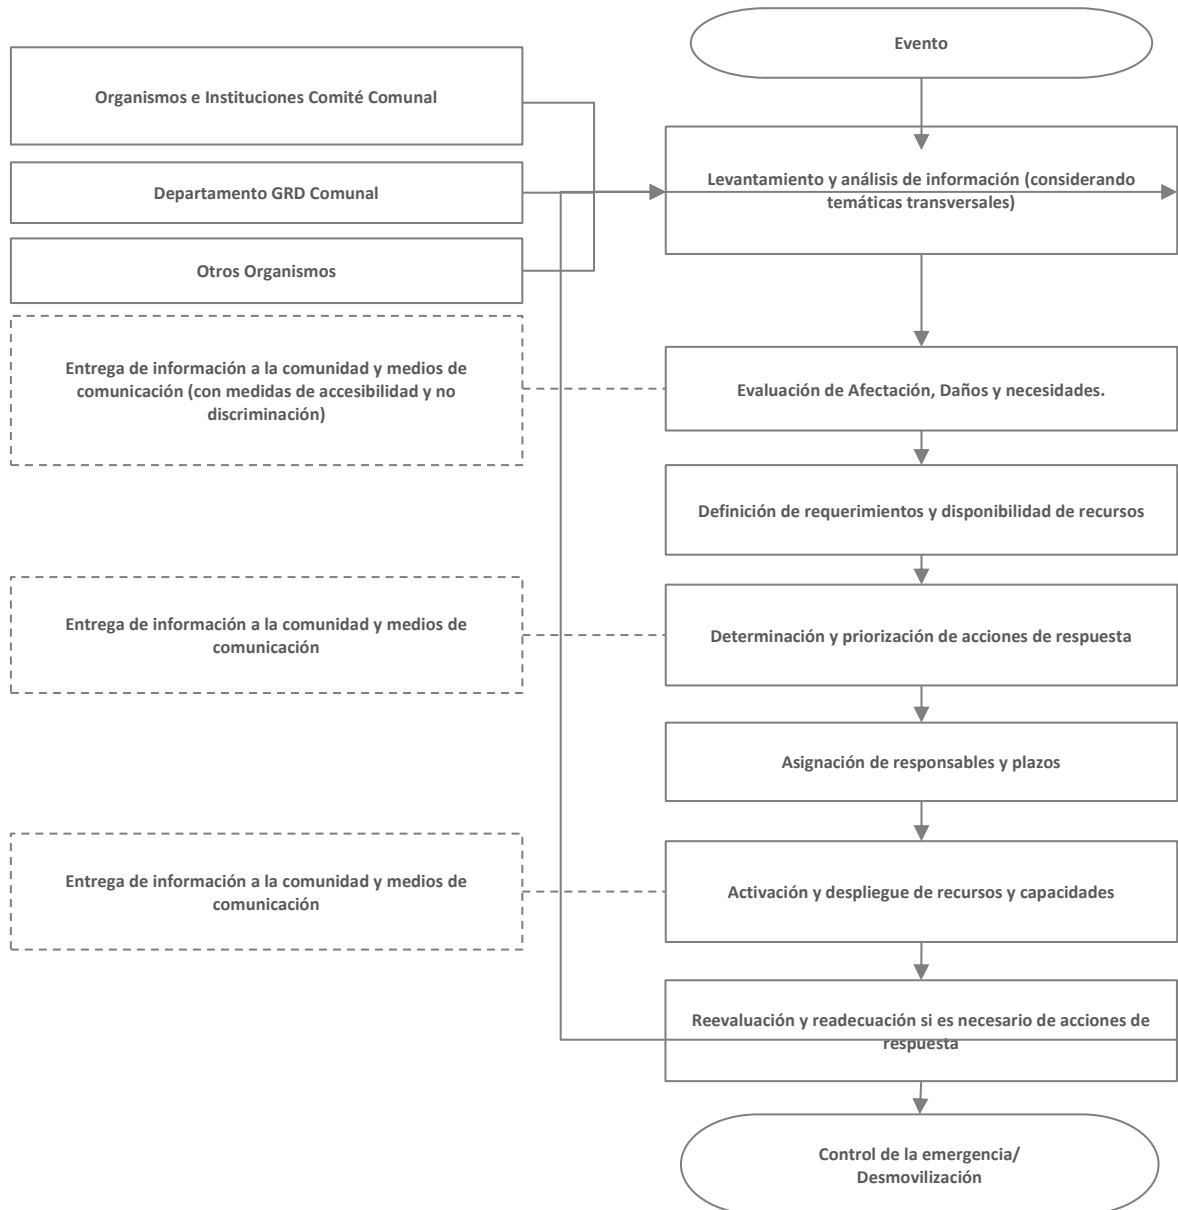 Evento
Organismos e Instituciones Comité Comunal
Departamento GRD Comunal
Otros Organismos
Levantamiento y análisis de información (considerando
temáticas transversales)
Entrega de información a la comunidad y medios de
comunicación (con medidas de accesibilidad y no
discriminación)
Evaluación de Afectación, Daños y necesidades.
Definición de requerimientos y disponibilidad de recursos
Entrega de información a la comunidad y medios de
comunicación
Determinación y priorización de acciones de respuesta
Asignación de responsables y plazos
Entrega de información a la comunidad y medios de
comunicación
Activación y despliegue de recursos y capacidades
Reevaluación y readecuación si es necesario de acciones de
respuesta
Control de la emergencia/
Desmovilización